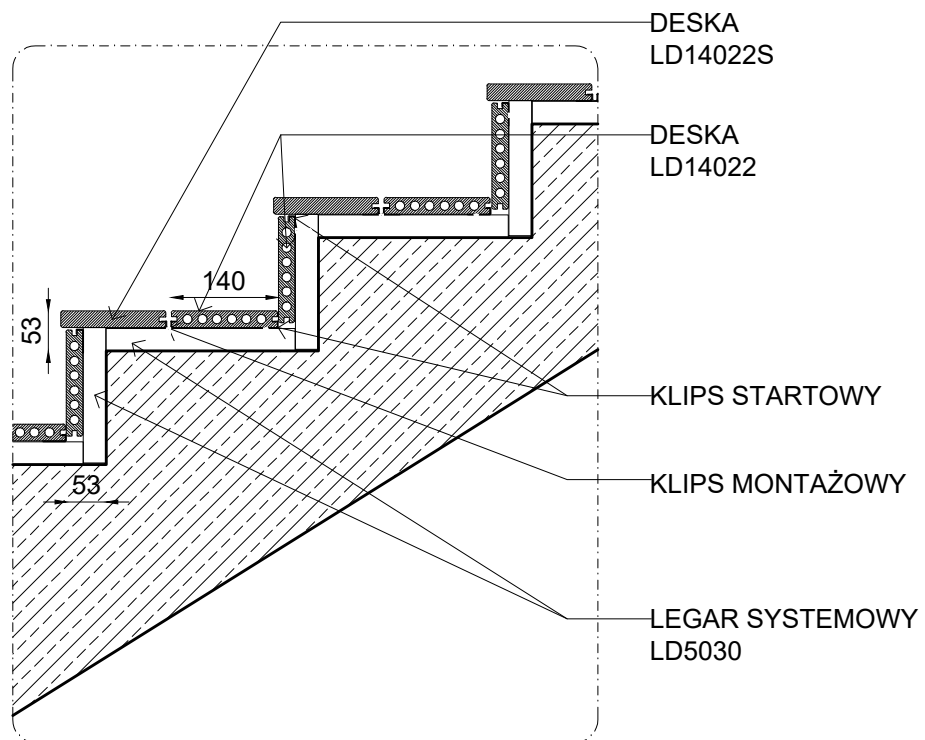 DESKA
LD14022S
DESKA
LD14022
140
53
53
KLIPS STARTOWY
KLIPS MONTAŻOWY
LEGAR SYSTEMOWY
LD5030